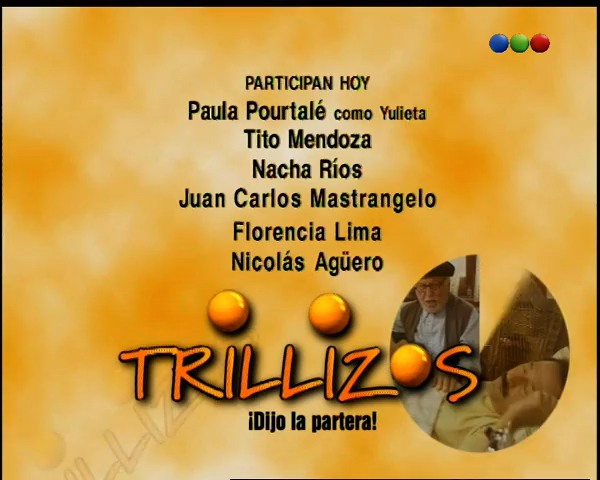 PARTICIPAN HOY
Paula Pourtalé como Yulieta
Tito Mendoza
Nacha Ríos
Juan Carlos Mastrangelo
Florencia Lima
Nicolás Agüero
TRILLIZOS
¡Dijo la partera!
TRILLIZ